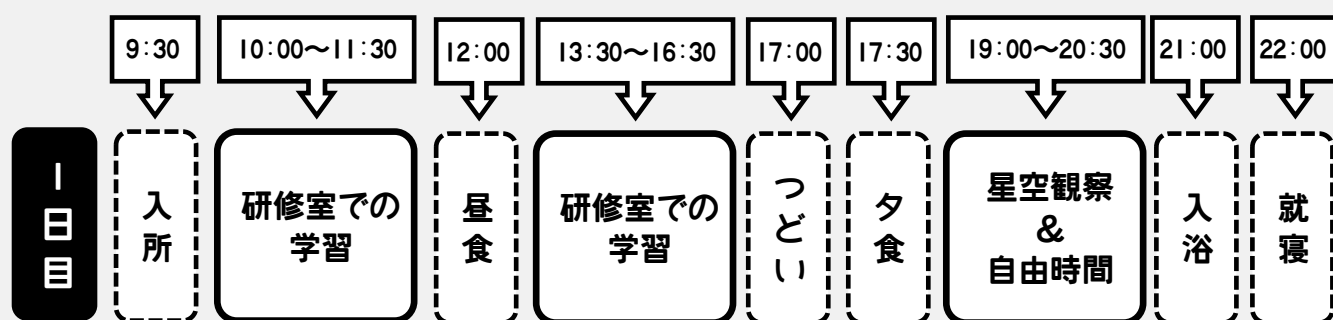 9:30
10:00〜11:30
12:00
13:30〜16:30
17:00
17:30
19:00〜20:30
21:00
22:00
1日目
入所
研修室での
学習
昼食
研修室での
学習
つどい
夕食
星空観察
&
自由時間
入浴
就寝